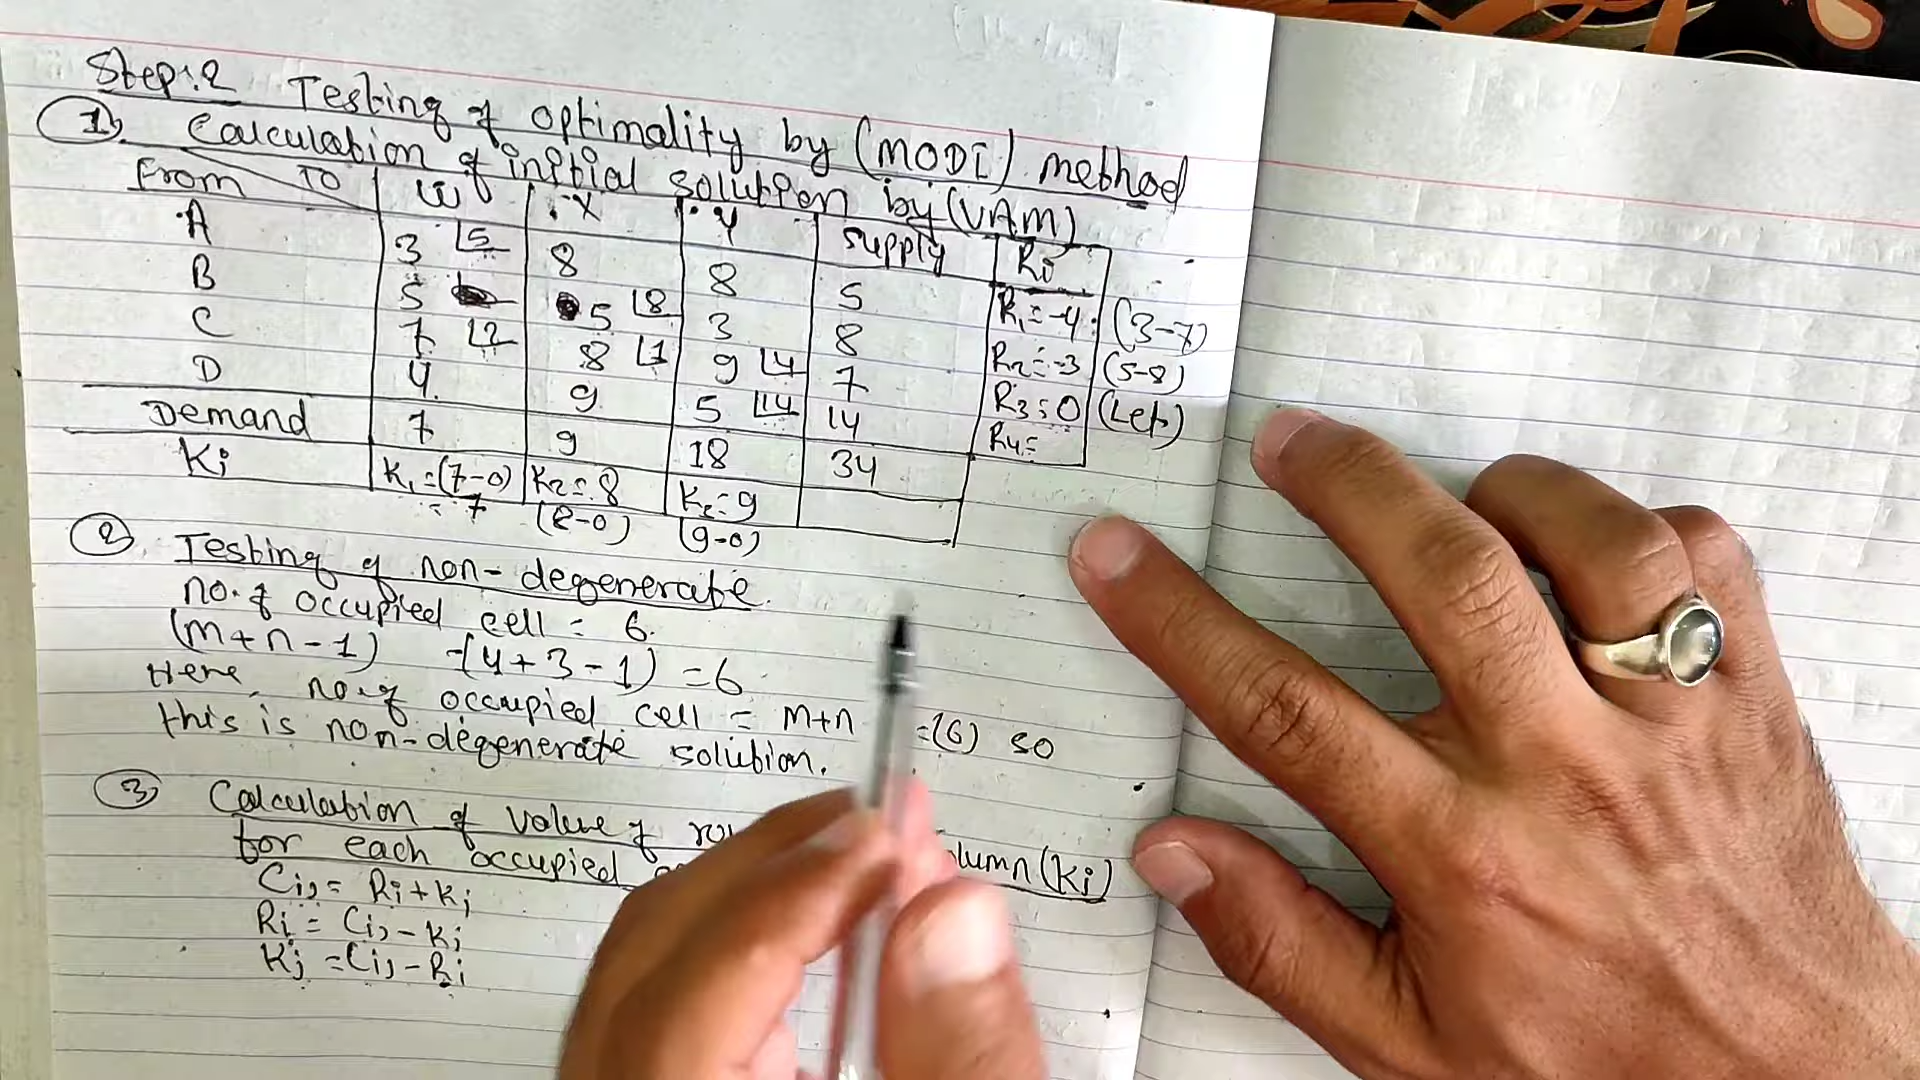 Step:2 Testing of optimality by (MODI) method
1). Calculation of initial solution by (VAM)
From TO W X Y supply Ri
A 3 5 8 8 5 R1=-4 (3-7)
B 5 5 8 3 8 R2=-3 (5-8)
C 7 2 8 1 9 4 7 R3=0 (Let)
D 4 9 5 14 14 R4=
Demand 7 9 18 34
Kj K1=(7-0) K2=8 K3=9
=7 (8-0) (9-0)
2. Testing of non-degenerate
no. of occupied cell = 6.
(m+n-1) =(4+3-1) =6
Here, no. of occupied cell = m+n =(6) so
this is non-degenerate solution.
3) Calculation of value of column (Kj)
for each occupied
Cij = Ri+Kj
Ri = Cij-Kj
Kj = Cij-Ri